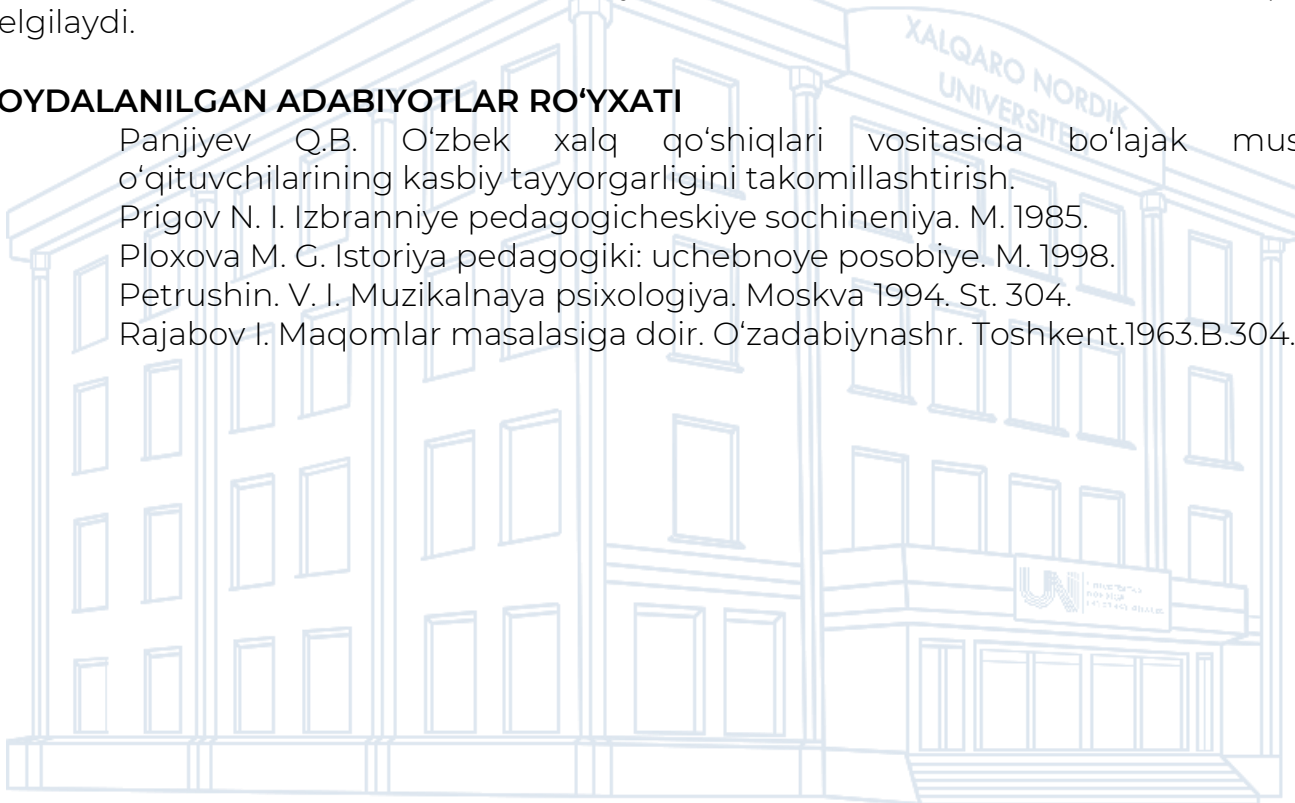 elgilaydi.
OYDALANILGAN ADABIYOTLAR RO‘YXATI
Panjiyev Q.B. O‘zbek xalq qo‘shiqlari vositasida bo‘lajak mus
o‘qituvchilarining kasbiy tayyorgarligini takomillashtirish.
Prigov N. I. Izbranniye pedagogicheskiye sochineniya. M. 1985.
Ploxova M. G. Istoriya pedagogiki: uchebnoye posobiye. M. 1998.
Petrushin. V. I. Muzikalnaya psixologiya. Moskva 1994. St. 304.
Rajabov I. Maqomlar masalasiga doir. O‘zadabiynashr. Toshkent.1963.B.304.
XALQARO NORDIK
UNIVERSITETI
UN